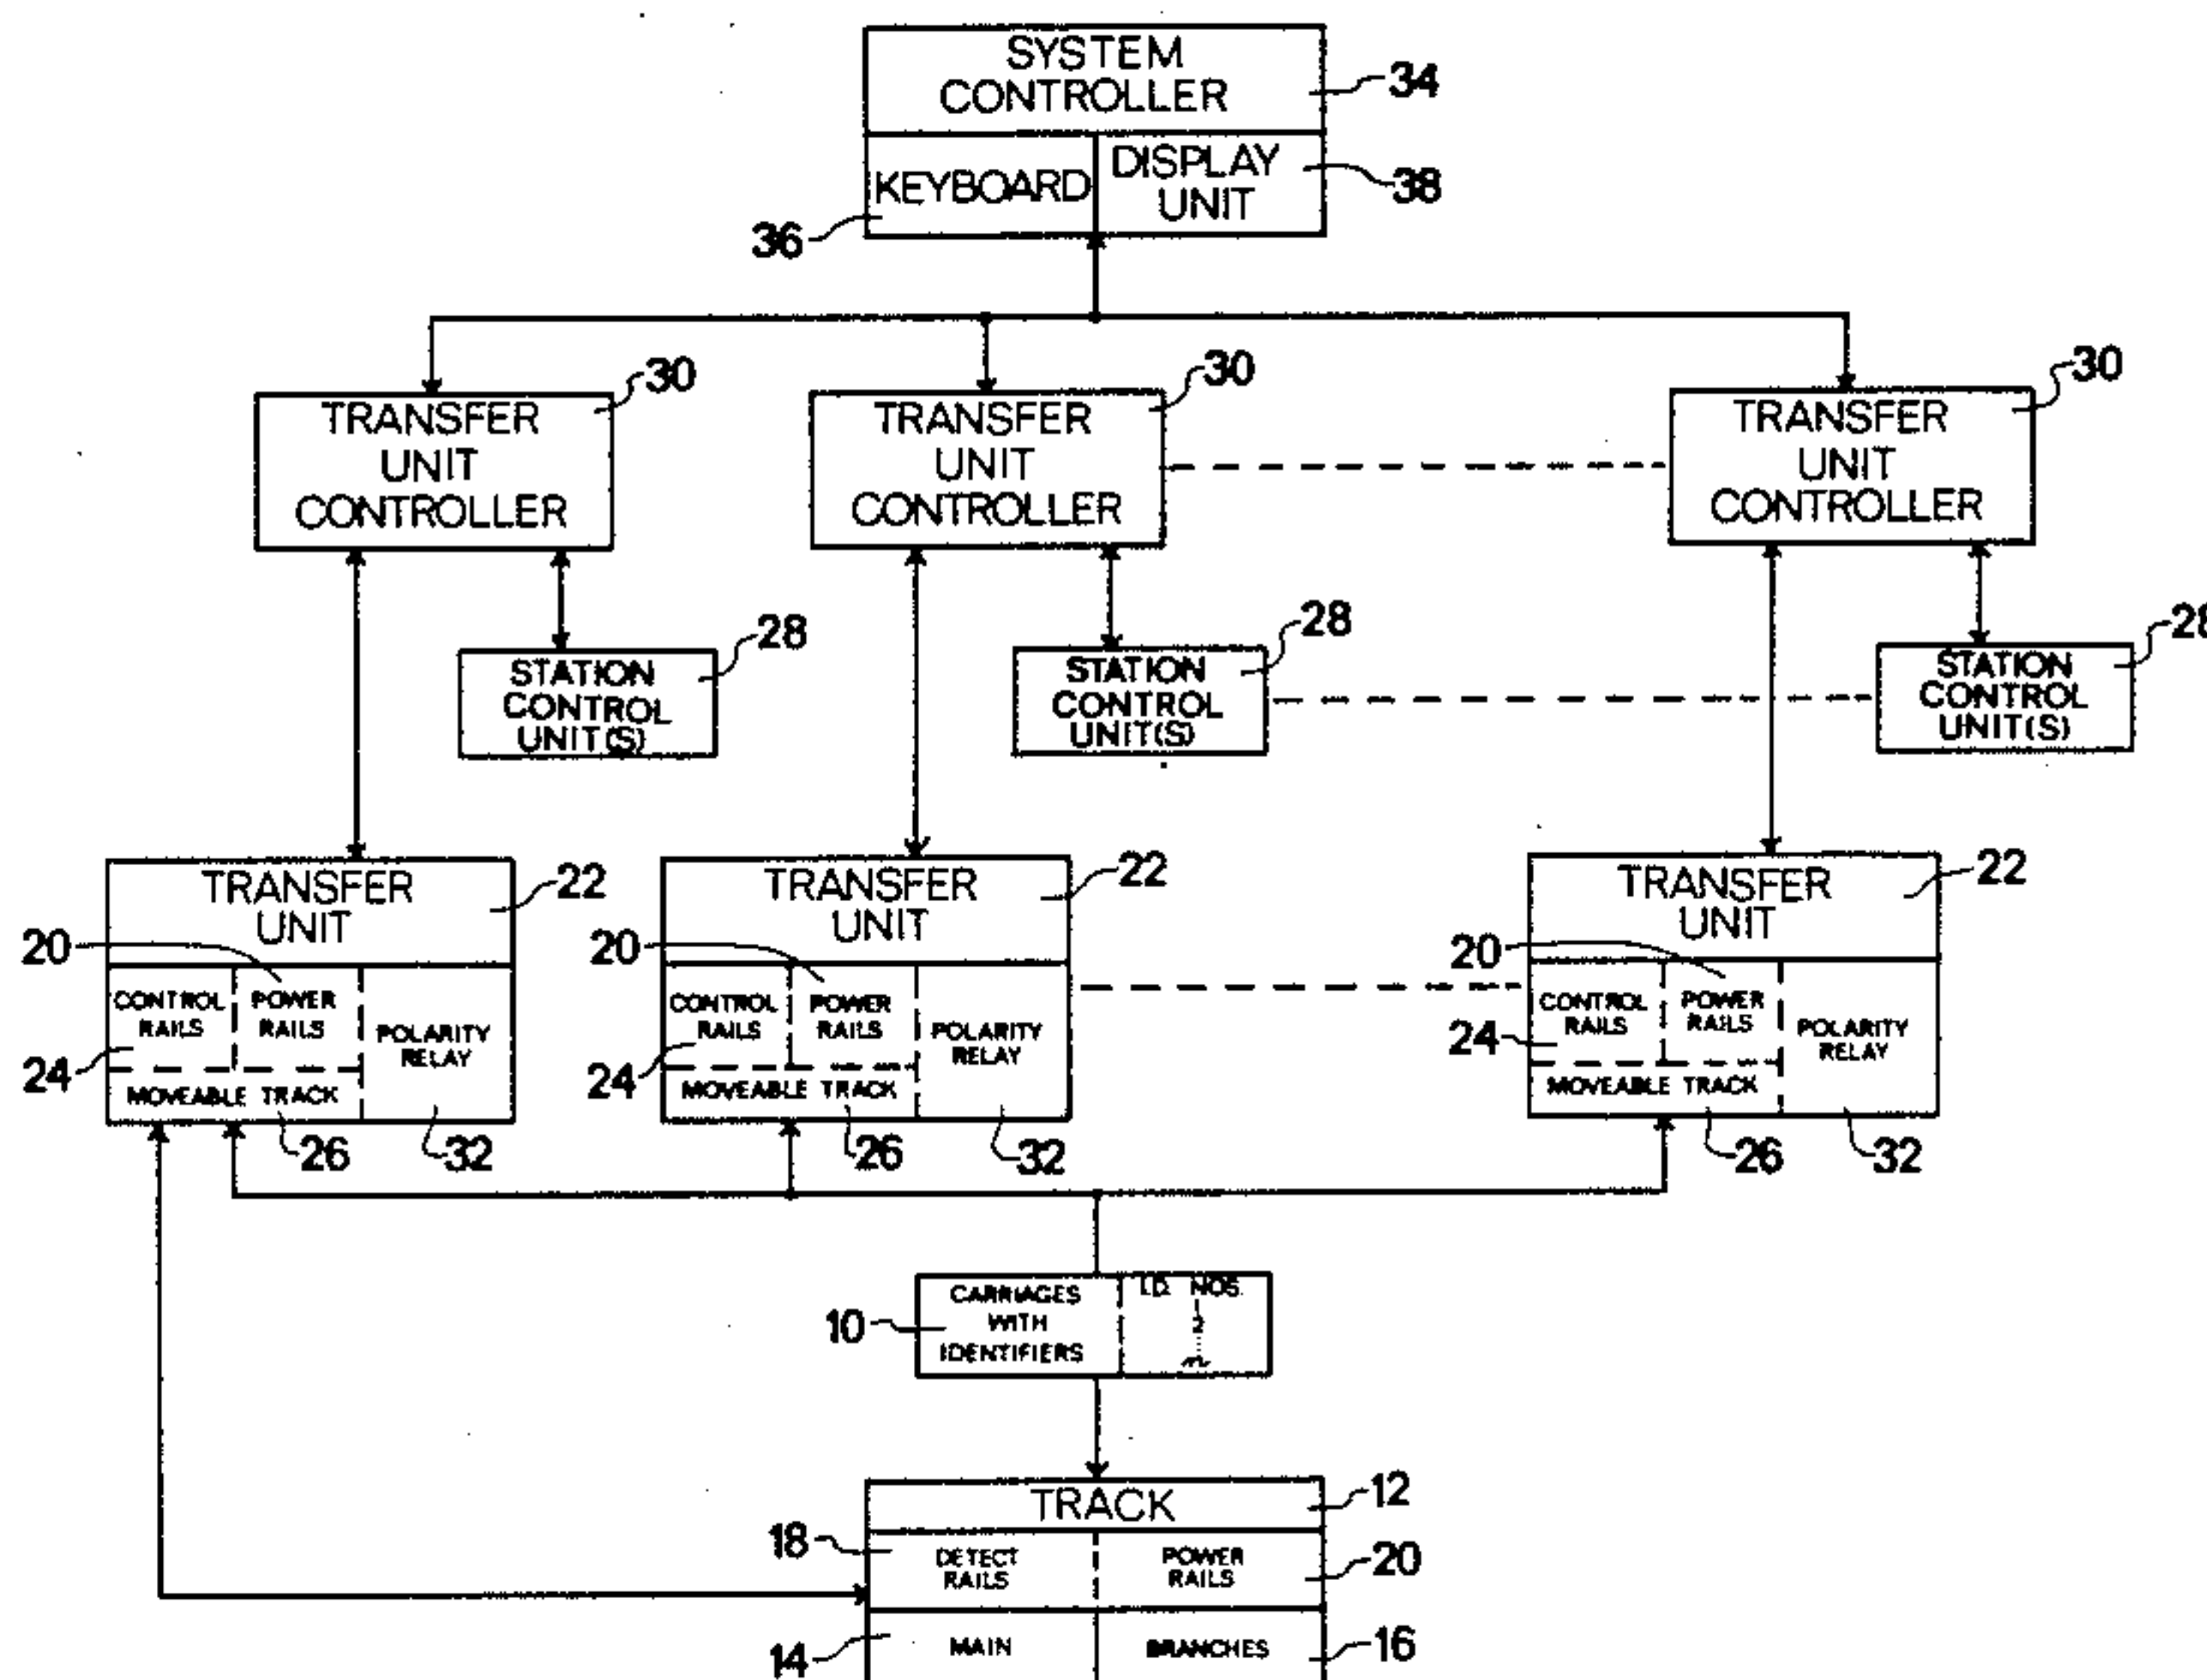 SYSTEM
CONTROLLER
34
KEYBOARD
DISPLAY
UNIT
38
36
30
30
30
TRANSFER
UNIT
CONTROLLER
TRANSFER
UNIT
CONTROLLER
TRANSFER
UNIT
CONTROLLER
28
28
28
STATION
CONTROL
UNIT(S)
STATION
CONTROL
UNIT(S)
STATION
CONTROL
UNIT(S)
TRANSFER
UNIT
22
TRANSFER
UNIT
22
TRANSFER
UNIT
22
20
20
20
CONTROL
RAILS
POWER
RAILS
POLARITY
RELAY
24
MOVEABLE TRACK
26
32
CONTROL
RAILS
POWER
RAILS
POLARITY
RELAY
24
MOVEABLE TRACK
26
32
CONTROL
RAILS
POWER
RAILS
POLARITY
RELAY
24
MOVEABLE TRACK
26
32
10
CARRIAGES
WITH
IDENTIFIERS
I.D. NOS.
TRACK
12
18
DETECT
RAILS
POWER
RAILS
20
14
MAIN
BRANCHES
16